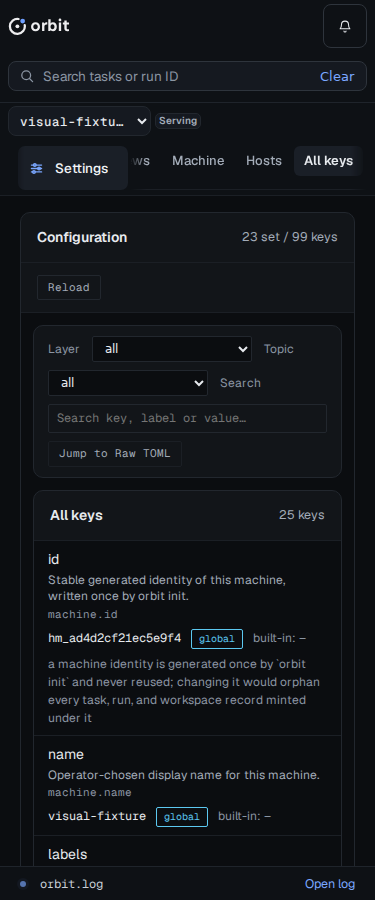 orbit
Search tasks or run ID
Clear
visual-fixtu…
Serving
Settings
ws
Machine
Hosts
All keys
Configuration
23 set / 99 keys
Reload
Layer
all
Topic
all
Search
Search key, label or value…
Jump to Raw TOML
All keys
25 keys
id
Stable generated identity of this machine,
written once by orbit init.
machine.id
hm_ad4d2cf21ec5e9f4 global built-in: –
a machine identity is generated once by `orbit
init` and never reused; changing it would orphan
every task, run, and workspace record minted
under it
name
Operator-chosen display name for this machine.
machine.name
visual-fixture global built-in: –
labels
orbit.log
Open log